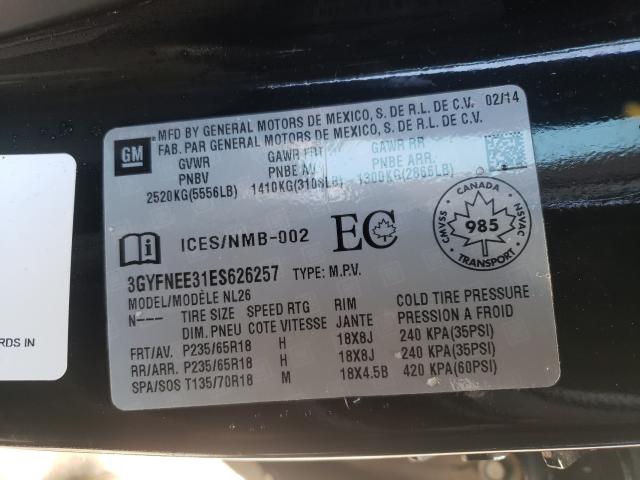 MFD BY GENERAL MOTORS DE MEXICO, S. DE R.L. DE C.V. 02/14
FAB. PAR GENERAL MOTORS DE MEXICO, S. DE R.L. DE C.V.
GM
GVWR GAWR FRT GAWR RR
PNBV PNBE AV. PNBE ARR.
2520KG(5556LB) 1410KG(3108LB) 1300KG(2866LB)
ICES/NMB-002 EC
CANADA
CMVSS 985 NSVAC
TRANSPORT
3GYFNEE31ES626257 TYPE: M.P.V.
MODEL/MODÈLE NL26
N--- TIRE SIZE SPEED RTG RIM COLD TIRE PRESSURE
DIM. PNEU COTE VITESSE JANTE PRESSION A FROID
FRT/AV. P235/65R18 H 18X8J 240 KPA(35PSI)
RR/ARR. P235/65R18 H 18X8J 240 KPA(35PSI)
SPA/SOS T135/70R18 M 18X4.5B 420 KPA(60PSI)
RDS IN